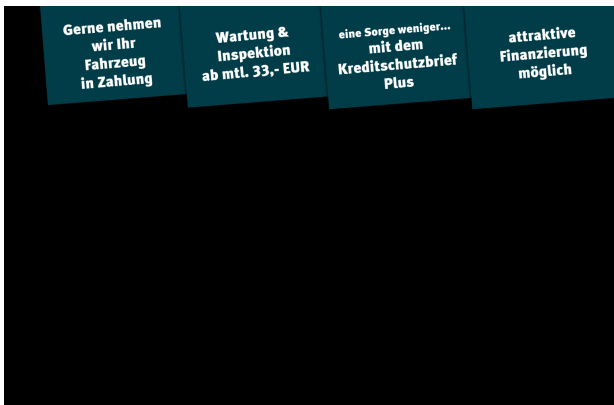 Gerne nehmen
wir Ihr
Fahrzeug
in Zahlung
Wartung &
Inspektion
ab mtl. 33,- EUR
eine Sorge weniger...
mit dem
Kreditschutzbrief
Plus
attraktive
Finanzierung
möglich